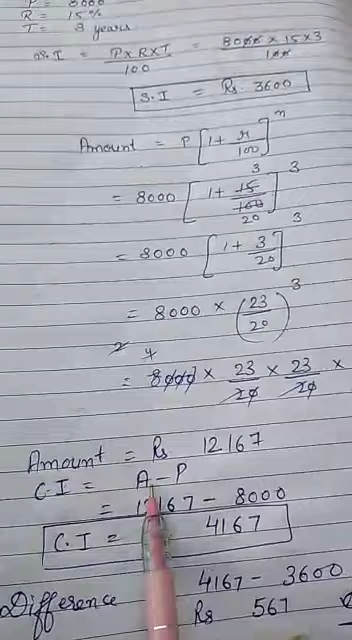 P = 8000
R = 15%
T = 3 years
S.I = P×R×T / 100 = 8000 × 15 × 3 / 100
S.I = Rs. 3600
Amount = P [1 + r/100]^n
= 8000 [1 + 15/100]^3
3
20
= 8000 [1 + 3/20]^3
= 8000 × (23/20)^3
= 8000 × 23/20 × 23/20 ×
Amount = Rs 12167
C.I = A - P
= 12167 - 8000
C.I = 4167
Difference 4167 - 3600
Rs 567